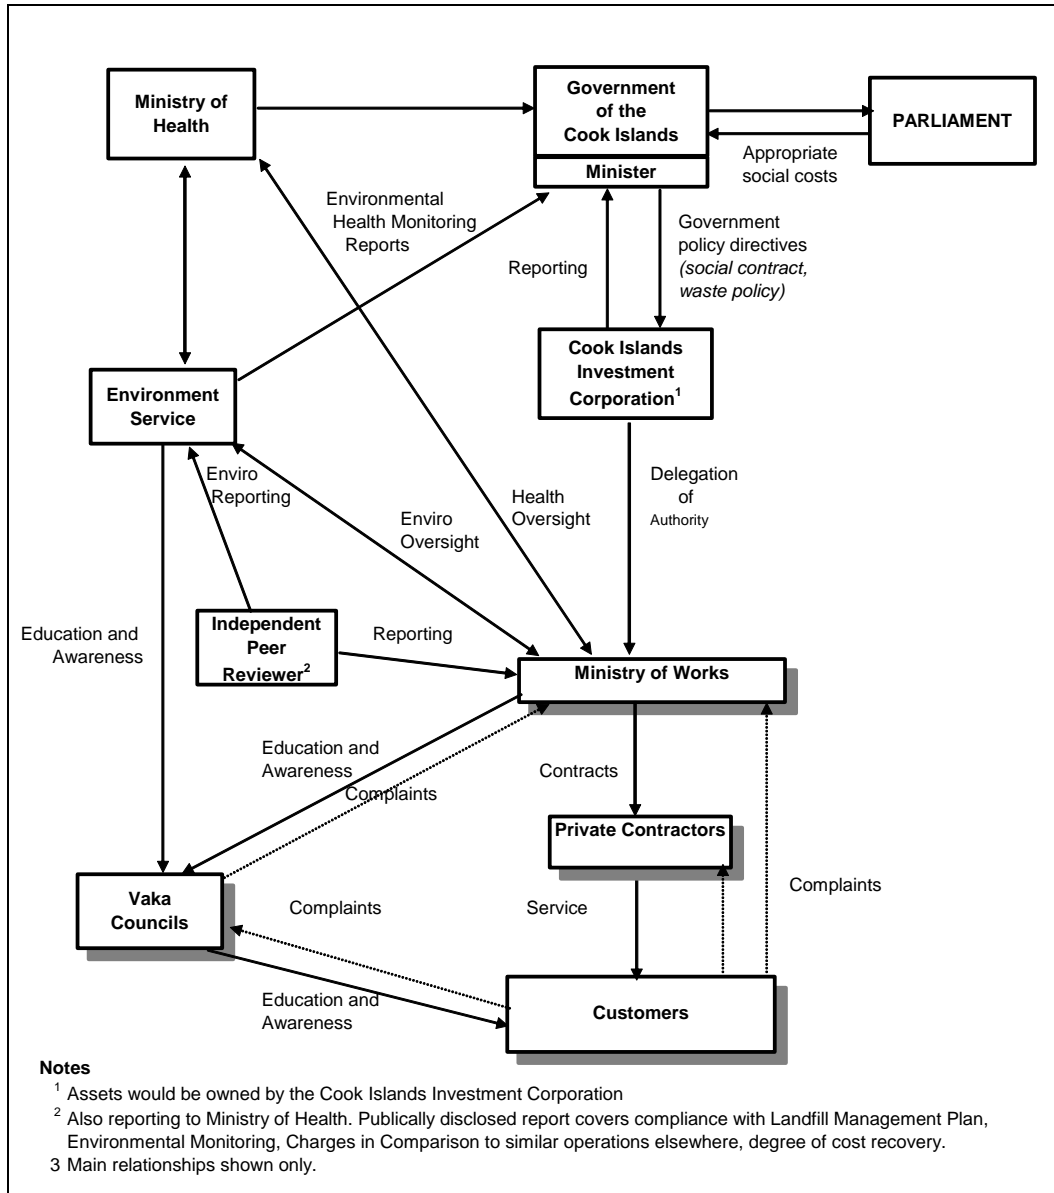 Ministry of
Health
Government
of the
Cook Islands
Minister
PARLIAMENT
Appropriate
social costs
Environmental
Health Monitoring
Reports
Reporting
Government
policy directives
(social contract,
waste policy)
Cook Islands
Investment
Corporation1
Environment
Service
Enviro
Reporting
Enviro
Oversight
Health
Oversight
Delegation
of
Authority
Education and
Awareness
Independent
Peer
Reviewer2
Reporting
Ministry of Works
Education and
Awareness
Complaints
Contracts
Private Contractors
Complaints
Vaka
Councils
Complaints
Service
Education and
Awareness
Customers
Notes
1 Assets would be owned by the Cook Islands Investment Corporation
2 Also reporting to Ministry of Health. Publically disclosed report covers compliance with Landfill Management Plan,
Environmental Monitoring, Charges in Comparison to similar operations elsewhere, degree of cost recovery.
3 Main relationships shown only.